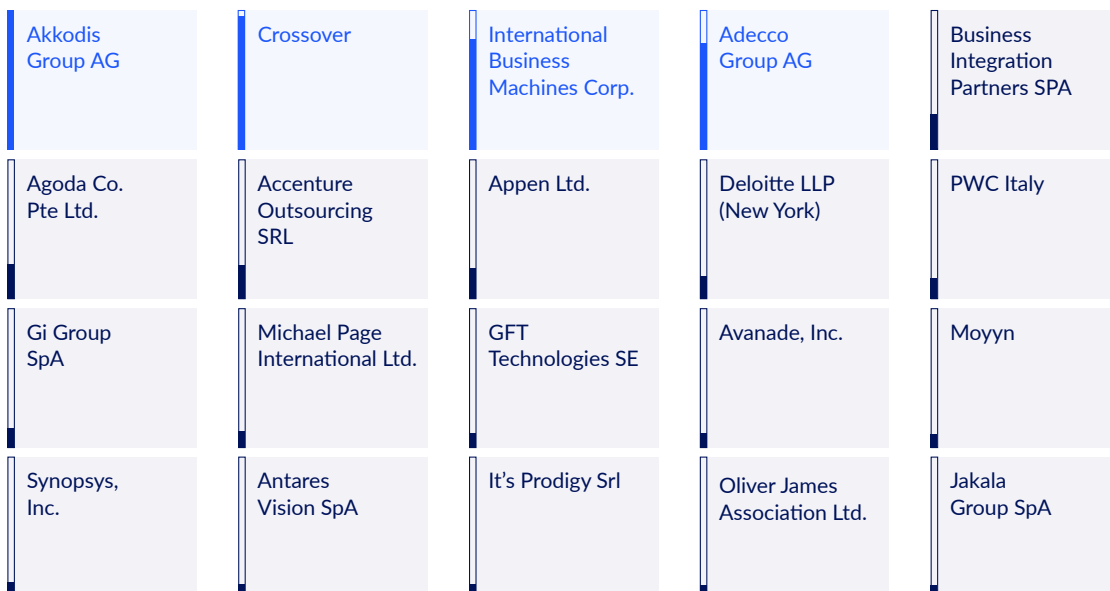 Akkodis
Group AG
Crossover
International
Business
Machines Corp.
Adecco
Group AG
Business
Integration
Partners SPA
Agoda Co.
Pte Ltd.
Accenture
Outsourcing
SRL
Appen Ltd.
Deloitte LLP
(New York)
PWC Italy
Gi Group
SpA
Michael Page
International Ltd.
GFT
Technologies SE
Avanade, Inc.
Moyyn
Synopsys,
Inc.
Antares
Vision SpA
It’s Prodigy Srl
Oliver James
Association Ltd.
Jakala
Group SpA